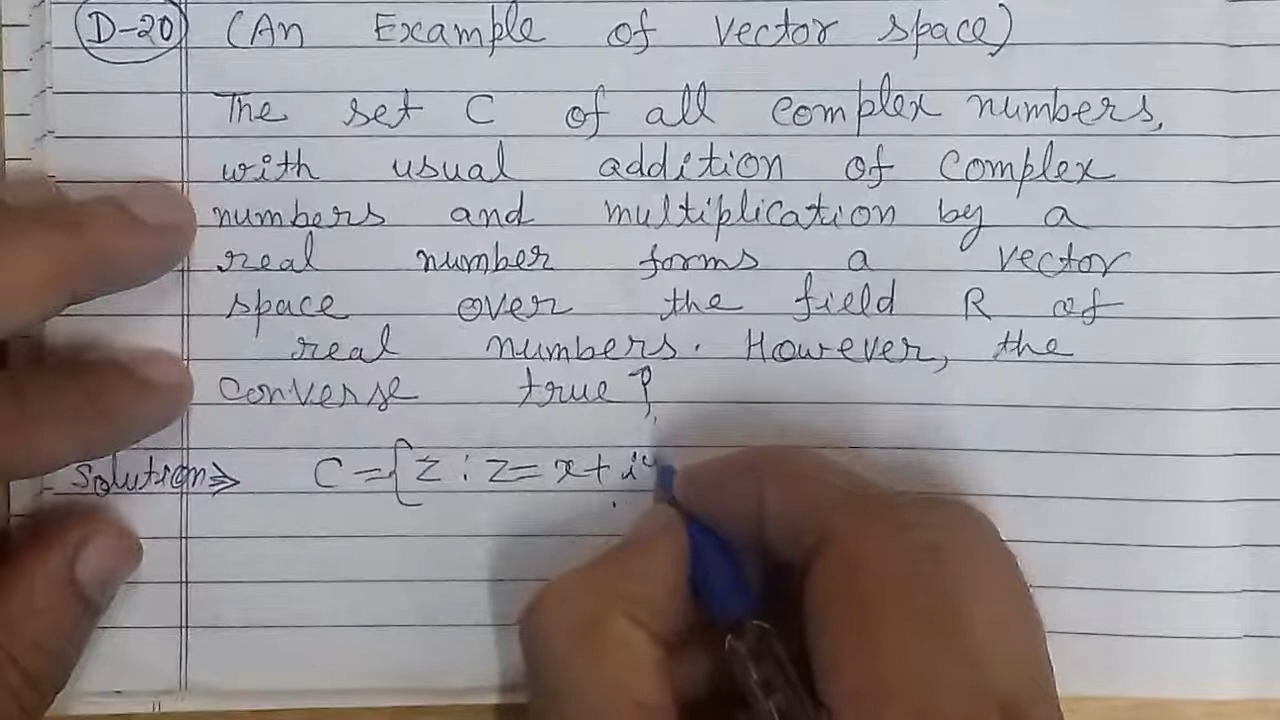 D-20 (An Example of vector space)
The set C of all complex numbers,
with usual addition of complex
numbers and multiplication by a
real number forms a vector
space over the field R of
real numbers. However, the
converse true?
Solution⇒ C = {z : z = x + iy